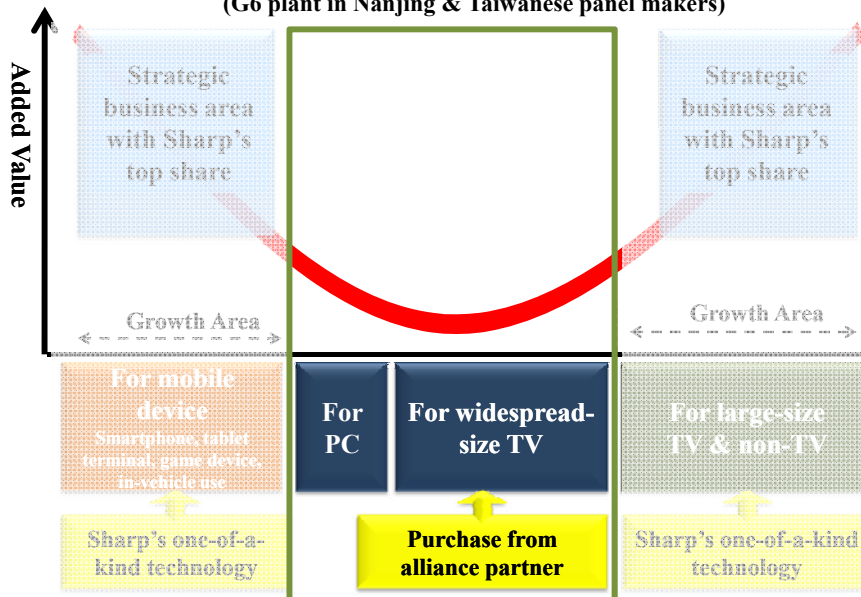 (G6 plant in Nanjing & Taiwanese panel makers)
Added Value
Strategic
business area
with Sharp's
top share
Strategic
business area
with Sharp's
top share
Growth Area
Growth Area
For mobile
device
Smartphone, tablet
terminal, game device,
in-vehicle use
For
PC
For widespread-
size TV
For large-size
TV & non-TV
Sharp's one-of-a-
kind technology
Purchase from
alliance partner
Sharp's one-of-a-kind
technology